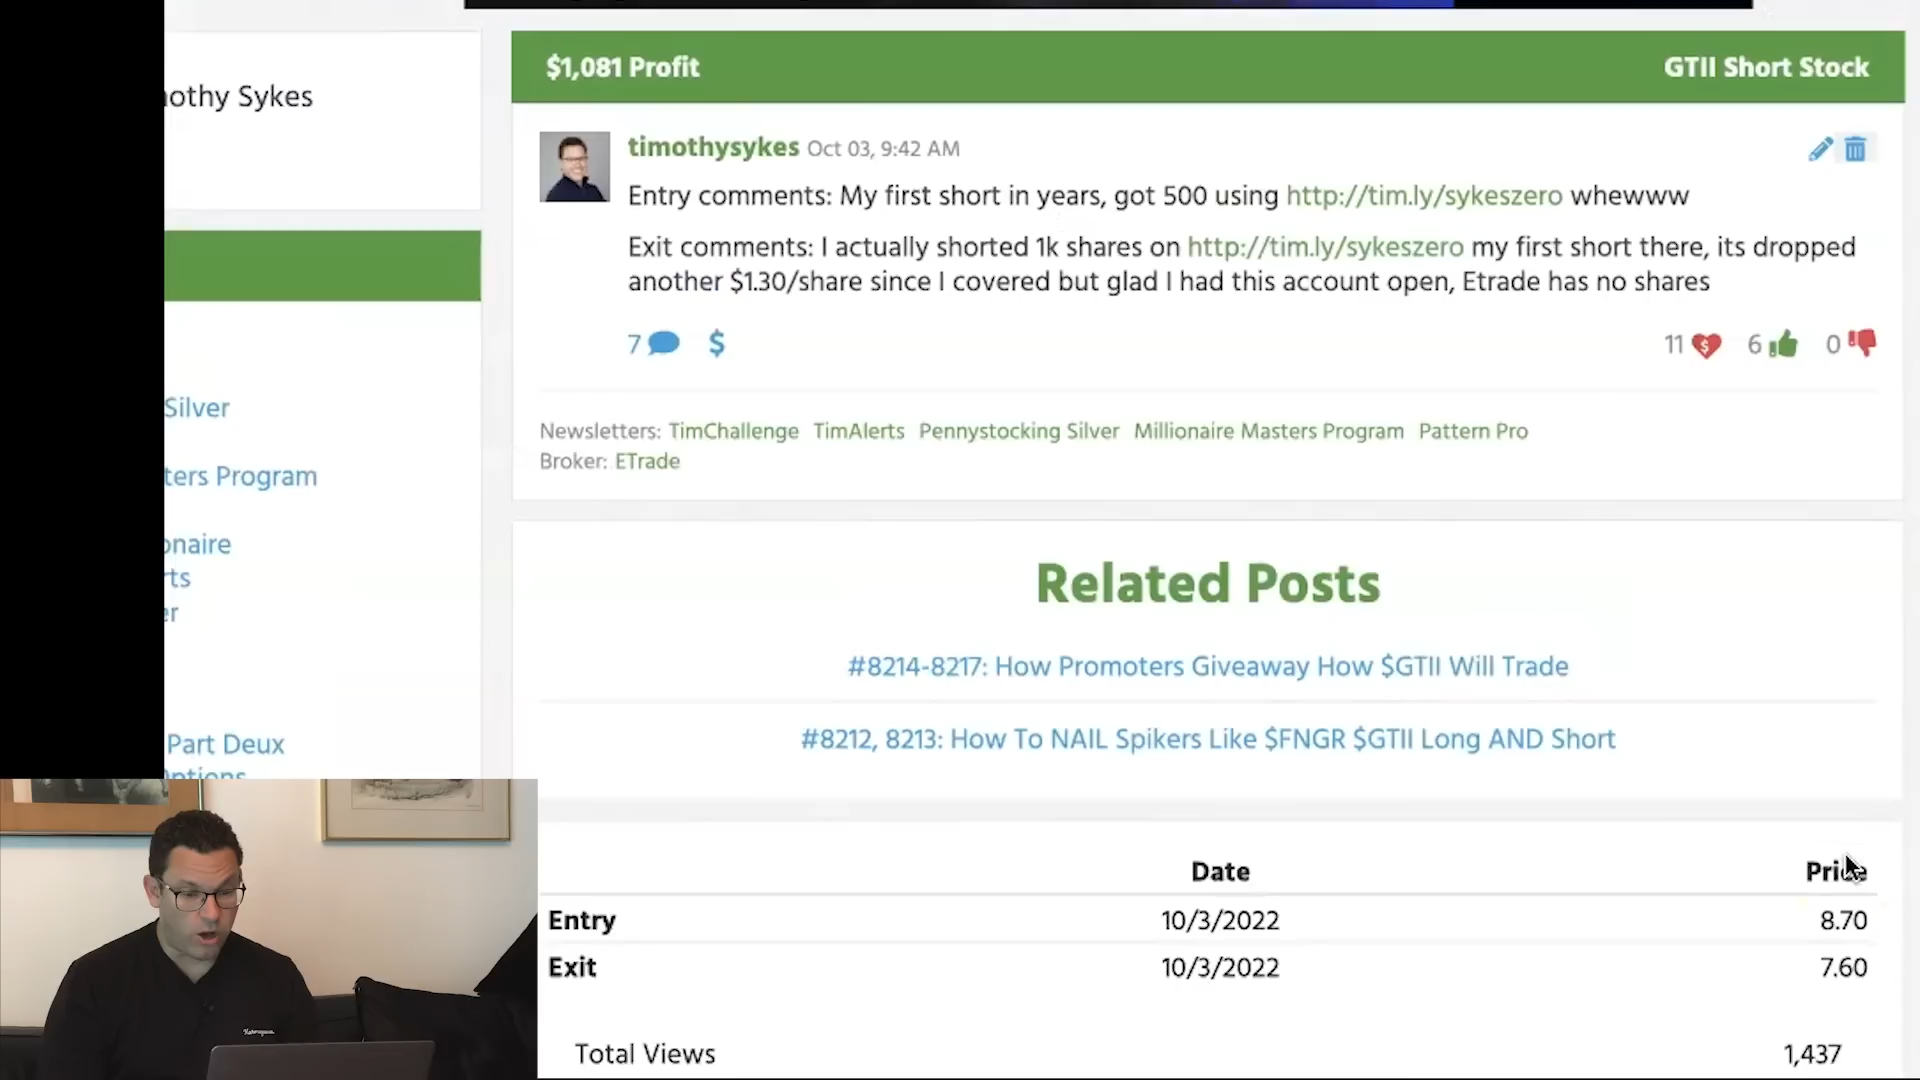 othy Sykes
Silver
ters Program
onaire
rts
er
Part Deux
Options
$1,081 Profit
GTII Short Stock
timothysykes Oct 03, 9:42 AM
Entry comments: My first short in years, got 500 using http://tim.ly/sykeszero whewww
Exit comments: I actually shorted 1k shares on http://tim.ly/sykeszero my first short there, its dropped
another $1.30/share since I covered but glad I had this account open, Etrade has no shares
7
11 6 0
Newsletters: TimChallenge TimAlerts Pennystocking Silver Millionaire Masters Program Pattern Pro
Broker: ETrade
Related Posts
#8214-8217: How Promoters Giveaway How $GTII Will Trade
#8212, 8213: How To NAIL Spikers Like $FNGR $GTII Long AND Short
Date Price
Entry 10/3/2022 8.70
Exit 10/3/2022 7.60
Total Views 1,437